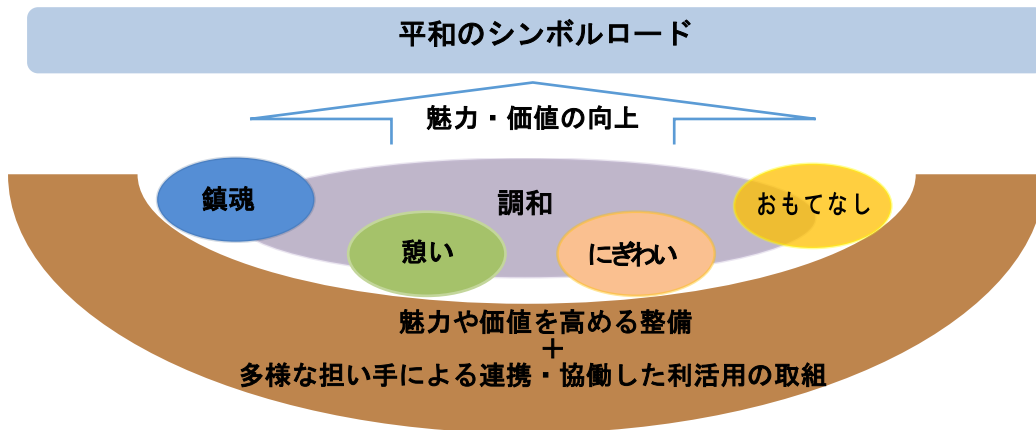 平和のシンボルロード
魅力・価値の向上
鎮魂
調和
おもてなし
憩い
にぎわい
魅力や価値を高める整備
＋
多様な担い手による連携・協働した利活用の取組